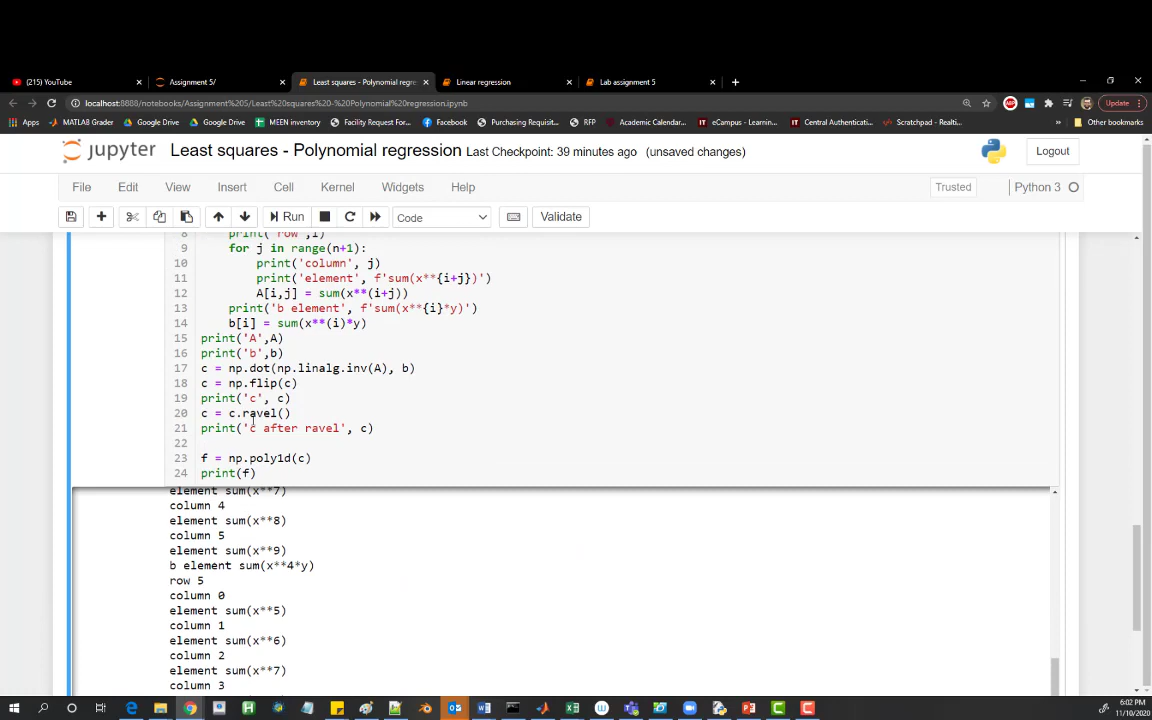 (215) YouTube
Assignment 5/
Least squares - Polynomial regre
Linear regression
Lab assignment 5
localhost:8888/notebooks/Assignment%205/Least%20squares%20-%20Polynomial%20regression.ipynb
Update
Apps
MATLAB Grader
Google Drive
Google Drive
MEEN inventory
Facility Request For...
Facebook
Purchasing Requisit...
RFP
Academic Calendar...
eCampus - Learnin...
Central Authenticati...
Scratchpad - Realti...
»
Other bookmarks
jupyter
Least squares - Polynomial regression Last Checkpoint: 39 minutes ago (unsaved changes)
Logout
File Edit View Insert Cell Kernel Widgets Help
Trusted
Python 3
Run
Code
Validate
8 print('row',i)
9 for j in range(n+1):
10 print('column', j)
11 print('element', f'sum(x**{i+j})')
12 A[i,j] = sum(x**(i+j))
13 print('b element', f'sum(x**{i}*y)')
14 b[i] = sum(x**(i)*y)
15 print('A',A)
16 print('b',b)
17 c = np.dot(np.linalg.inv(A), b)
18 c = np.flip(c)
19 print('c', c)
20 c = c.ravel()
21 print('c after ravel', c)
22
23 f = np.poly1d(c)
24 print(f)
element sum(x**7)
column 4
element sum(x**8)
column 5
element sum(x**9)
b element sum(x**4*y)
row 5
column 0
element sum(x**5)
column 1
element sum(x**6)
column 2
element sum(x**7)
column 3
6:02 PM
11/10/2020